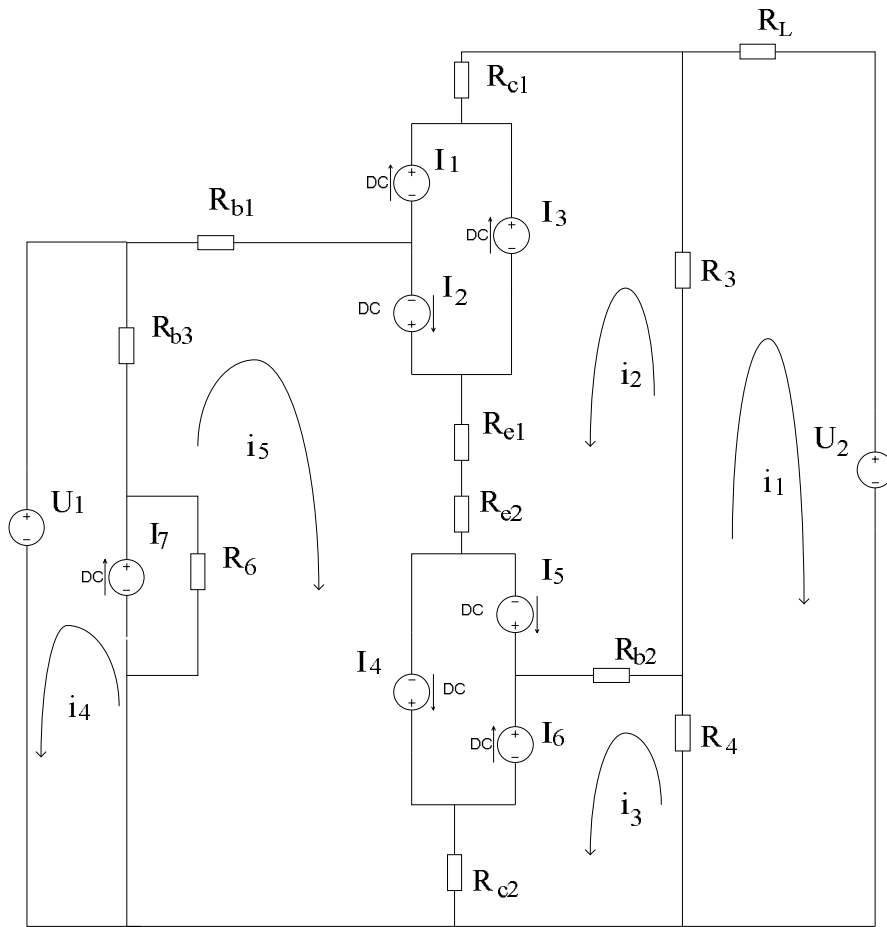 R_L
R_c1
I_1
DC
R_b1
I_3
DC
I_2
DC
R_3
R_b3
i_2
R_e1
i_5
U_2
i_1
U_1
R_e2
I_7
R_6
DC
I_5
DC
R_b2
I_4
DC
i_4
I_6
DC
R_4
i_3
R_c2